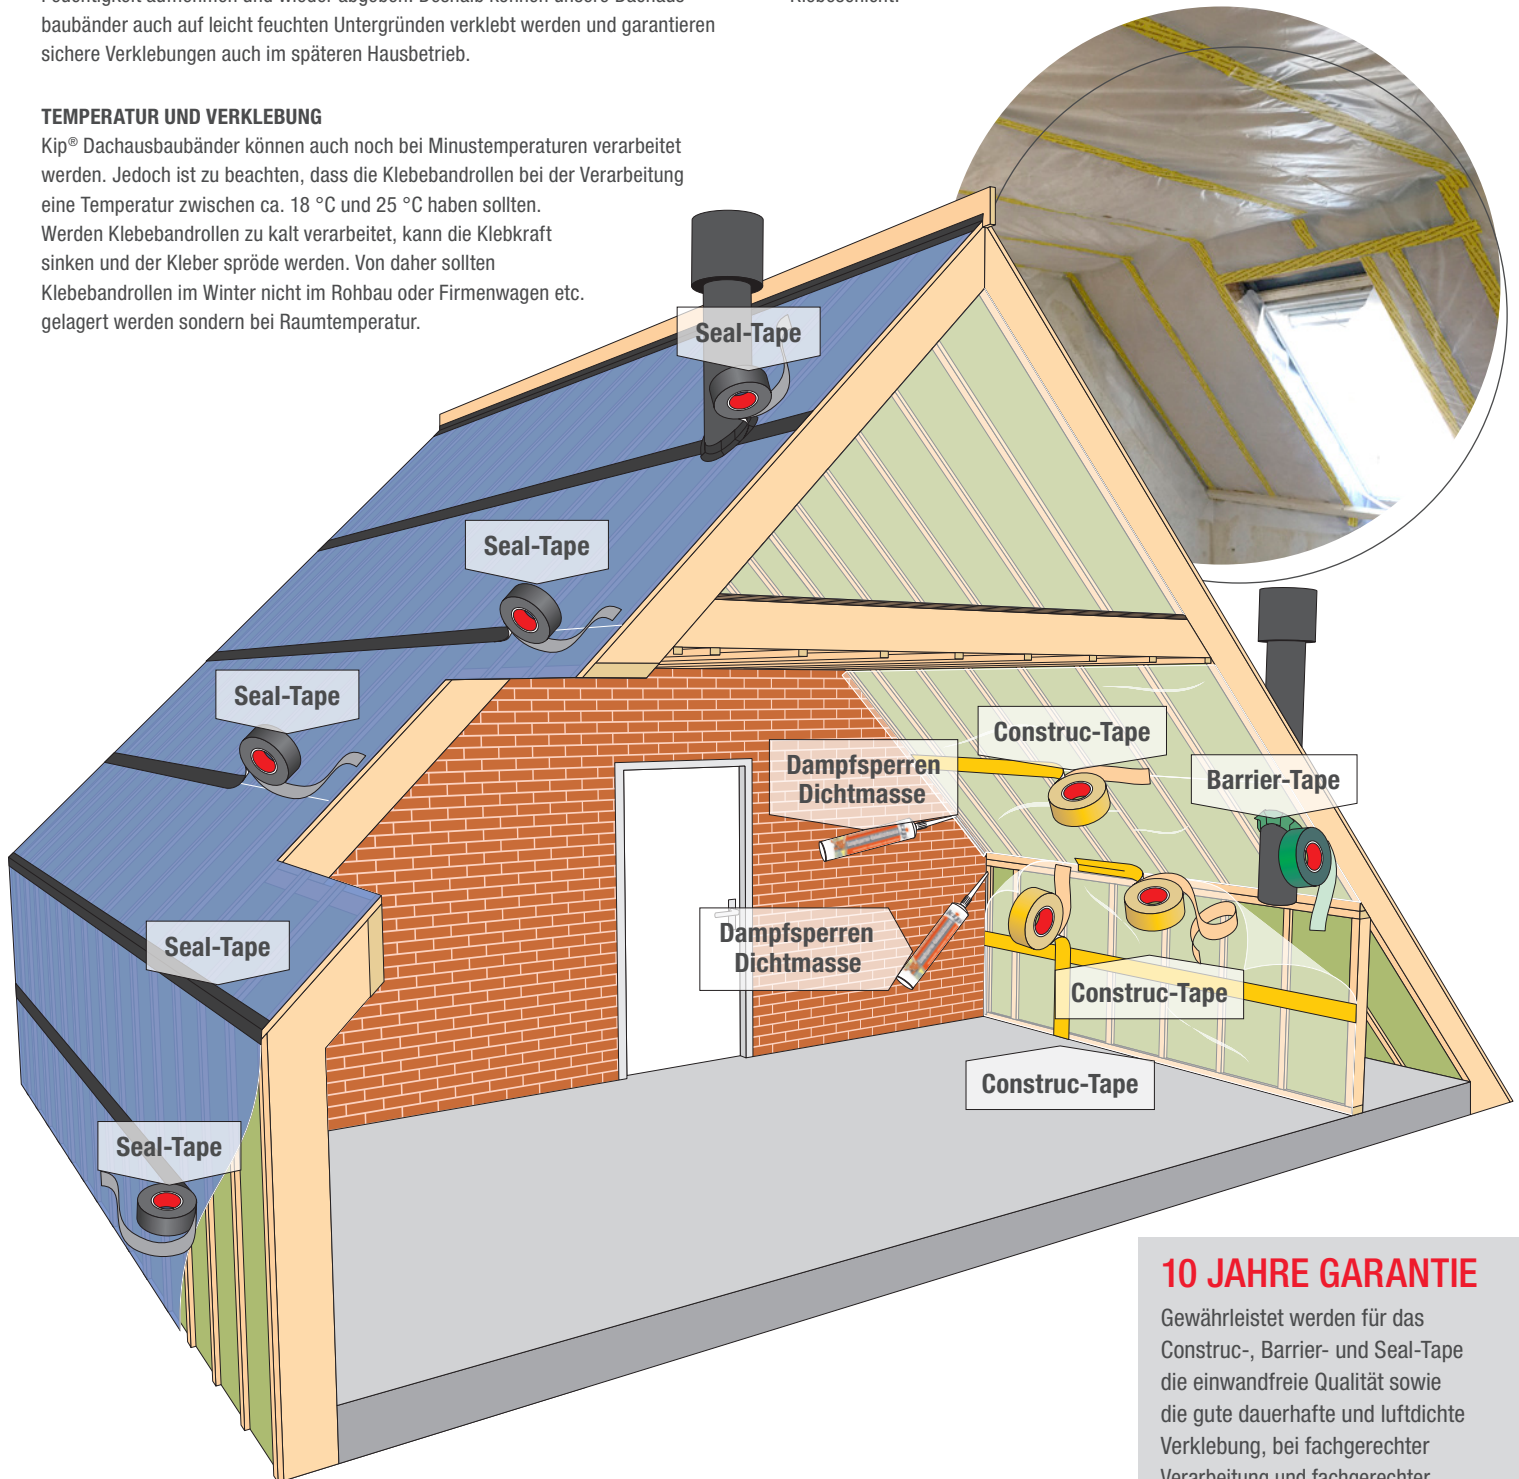 baubänder auch auf leicht feuchten Untergründen verklebt werden und garantieren
sichere Verklebungen auch im späteren Hausbetrieb.
TEMPERATUR UND VERKLEBUNG
Kip® Dachausbaubänder können auch noch bei Minustemperaturen verarbeitet
werden. Jedoch ist zu beachten, dass die Klebebandrollen bei der Verarbeitung
eine Temperatur zwischen ca. 18 °C und 25 °C haben sollten.
Werden Klebebandrollen zu kalt verarbeitet, kann die Klebkraft
sinken und der Kleber spröde werden. Von daher sollten
Klebebandrollen im Winter nicht im Rohbau oder Firmenwagen etc.
gelagert werden sondern bei Raumtemperatur.
Seal-Tape
Seal-Tape
Seal-Tape
Construc-Tape
Dampfsperren
Dichtmasse
Barrier-Tape
Seal-Tape
Dampfsperren
Dichtmasse
Construc-Tape
Construc-Tape
Seal-Tape
10 JAHRE GARANTIE
Gewährleistet werden für das
Construc-, Barrier- und Seal-Tape
die einwandfreie Qualität sowie
die gute dauerhafte und luftdichte
Verklebung, bei fachgerechter
Verarbeitung und fachgerechter